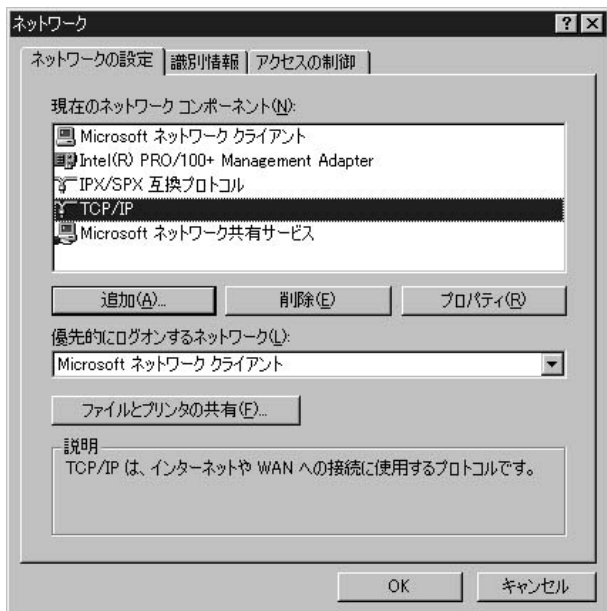 ネットワーク
ネットワークの設定 識別情報 アクセスの制御
現在のネットワーク コンポーネント(N):
Microsoft ネットワーク クライアント
Intel(R) PRO/100+ Management Adapter
IPX/SPX 互換プロトコル
TCP/IP
Microsoft ネットワーク共有サービス
追加(A)... 削除(E) プロパティ(R)
優先的にログオンするネットワーク(L):
Microsoft ネットワーク クライアント
ファイルとプリンタの共有(F)...
説明
TCP/IP は、インターネットや WAN への接続に使用するプロトコルです。
OK キャンセル